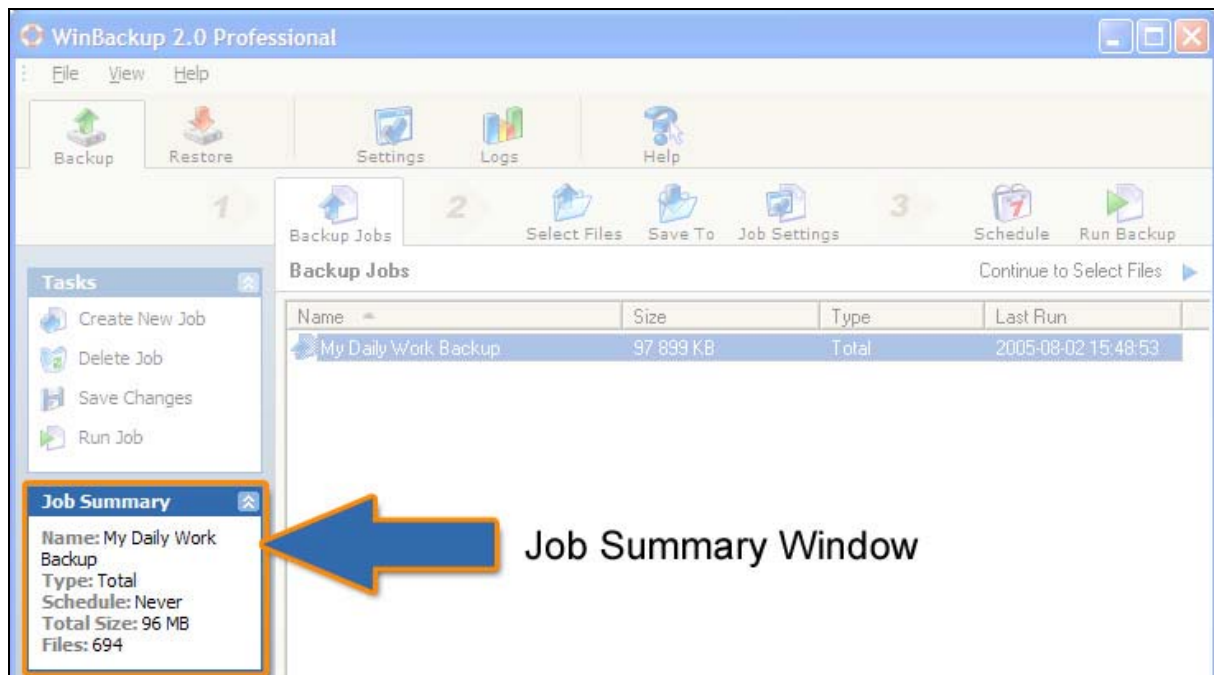 WinBackup 2.0 Professional
File View Help
Backup Restore Settings Logs Help
1 Backup Jobs 2 Select Files Save To Job Settings 3 7 Schedule Run Backup
Tasks
Create New Job
Delete Job
Save Changes
Run Job
Backup Jobs Continue to Select Files
Name Size Type Last Run
My Daily Work Backup 97 899 KB Total 2005-08-02 15:48:53
Job Summary
Name: My Daily Work
Backup
Type: Total
Schedule: Never
Total Size: 96 MB
Files: 694
Job Summary Window